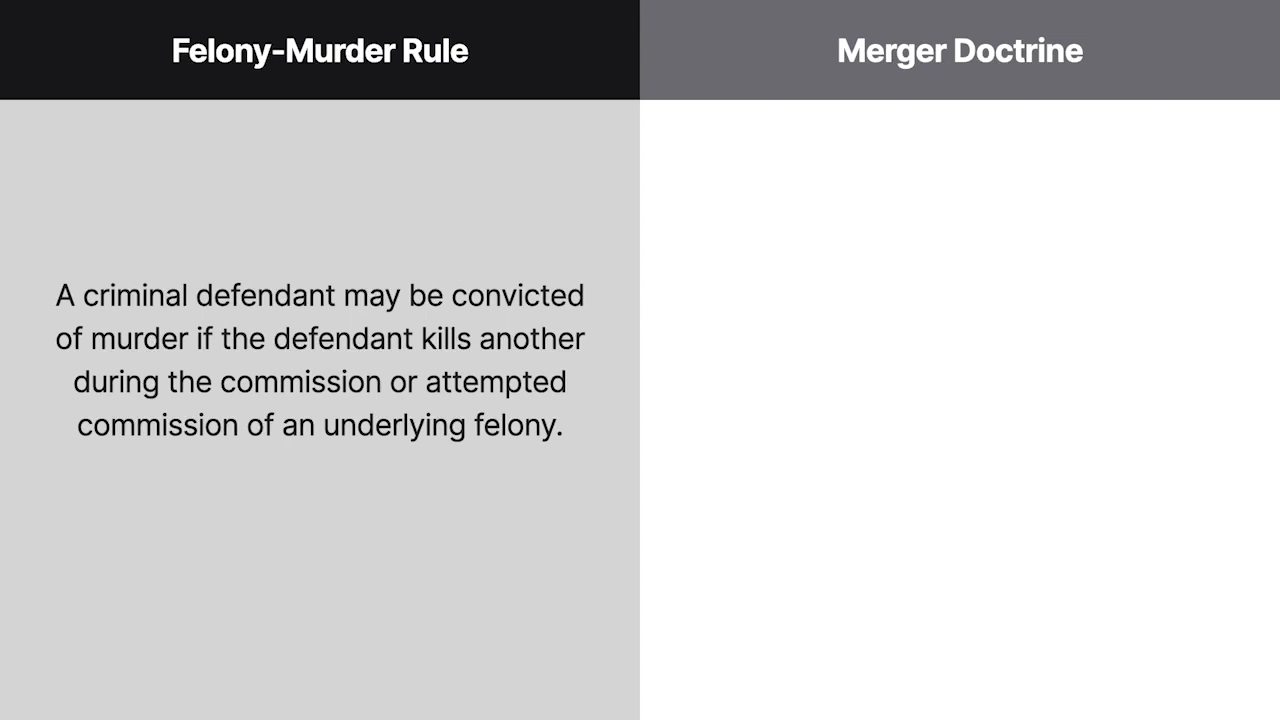 Felony-Murder Rule
Merger Doctrine
A criminal defendant may be convicted
of murder if the defendant kills another
during the commission or attempted
commission of an underlying felony.